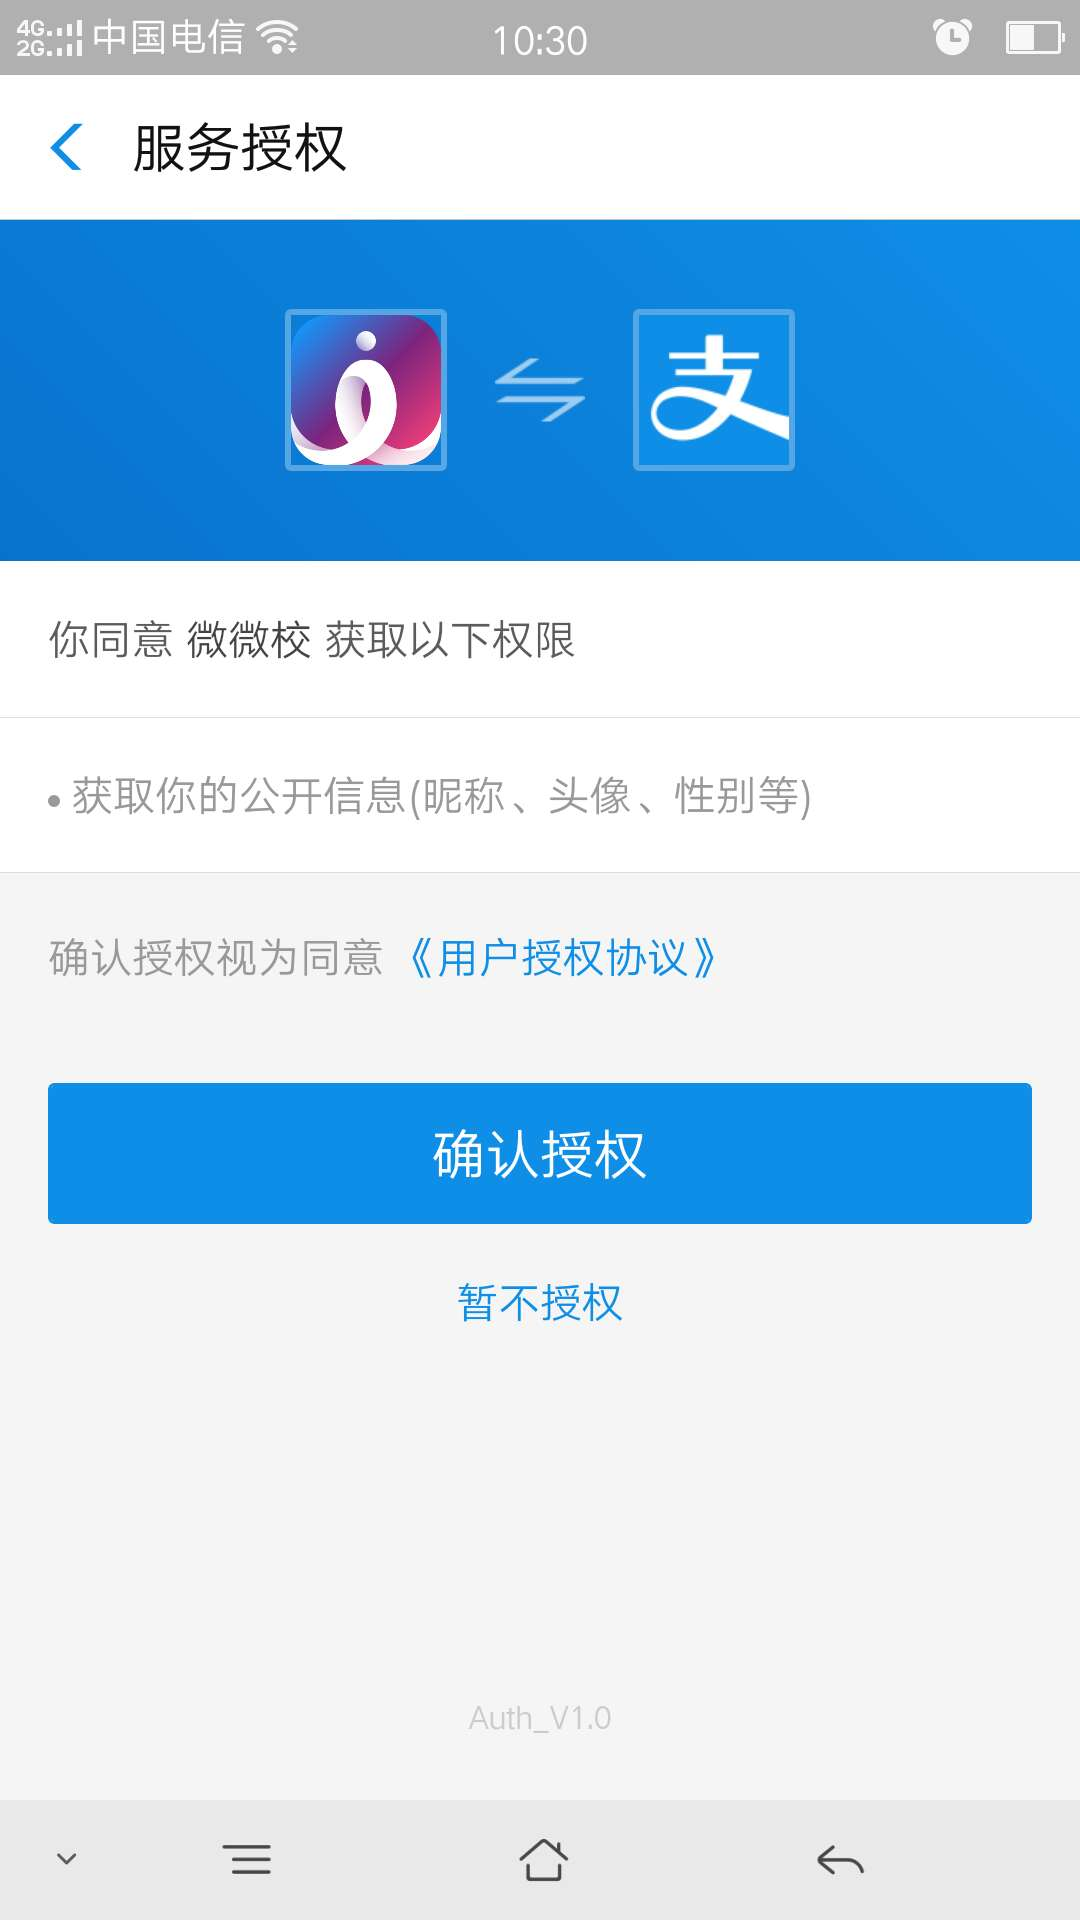 4G 中国电信 10:30
2G
服务授权
支
你同意 微微校 获取以下权限
• 获取你的公开信息(昵称、头像、性别等)
确认授权视为同意 《用户授权协议》
确认授权
暂不授权
Auth_V1.0